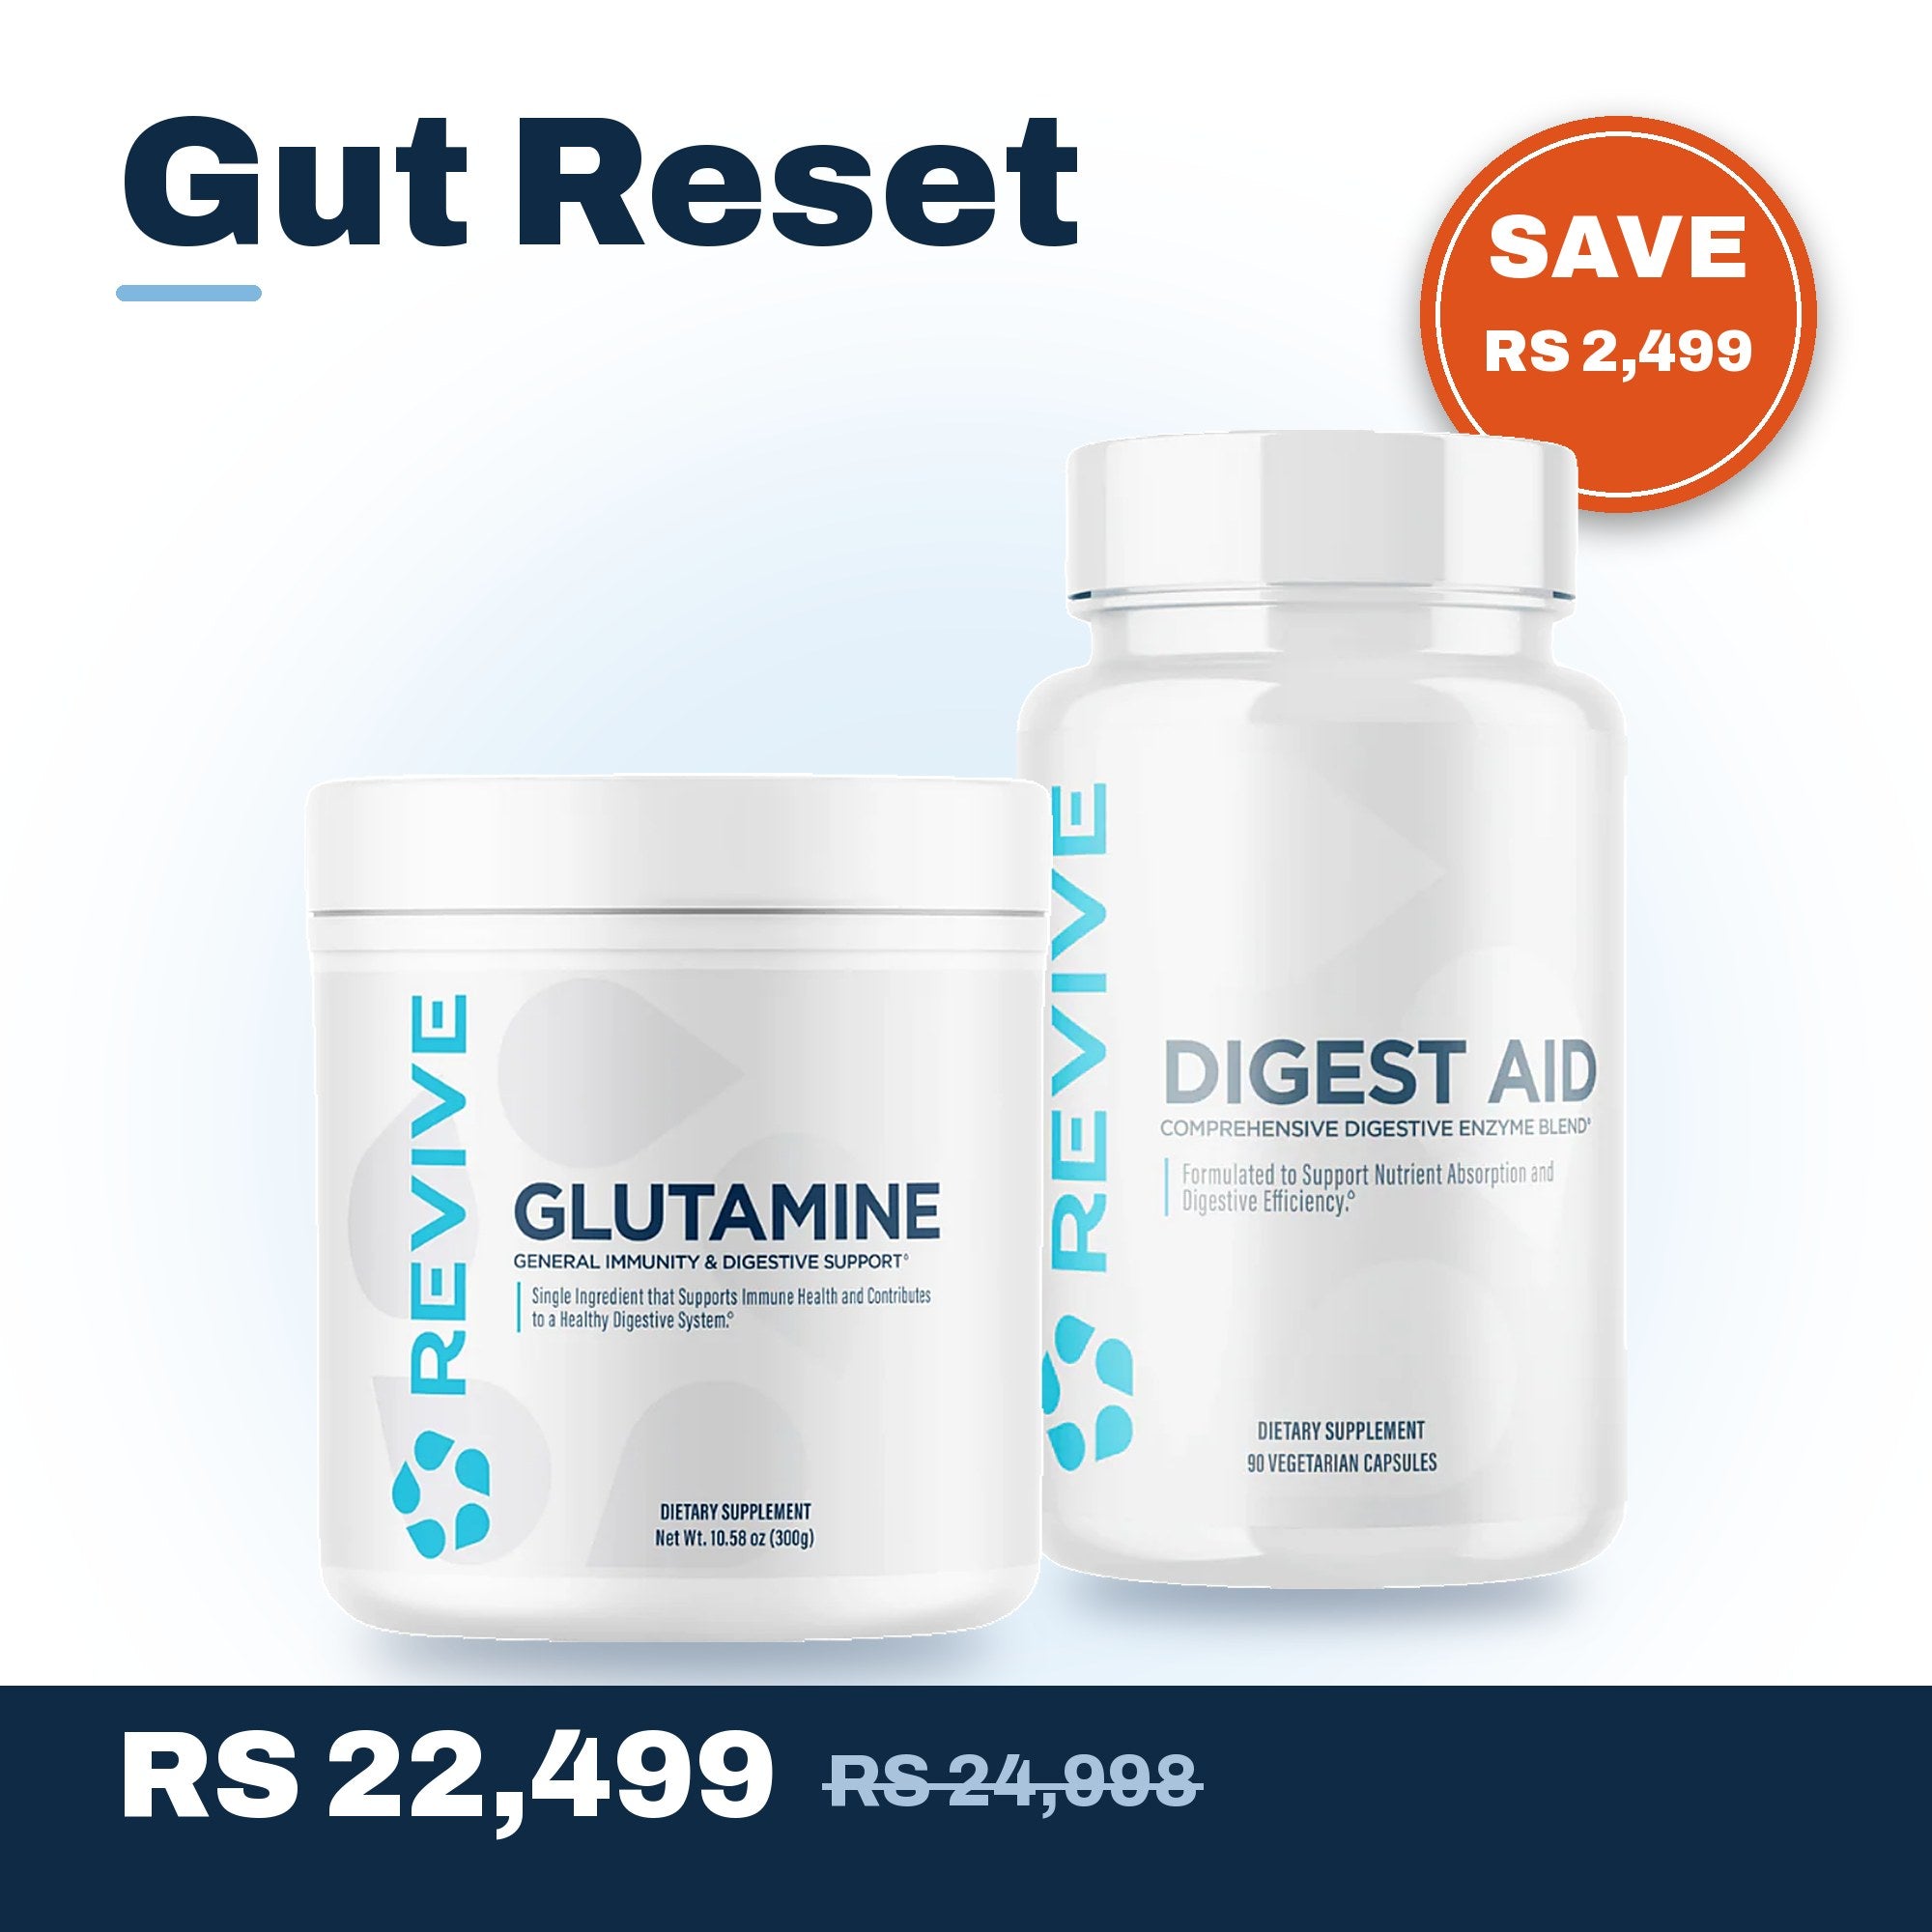 Gut Reset
SAVE
RS 2,499
REVIVE
GLUTAMINE
GENERAL IMMUNITY & DIGESTIVE SUPPORT◊
Single Ingredient that Supports Immune Health and Contributes
to a Healthy Digestive System.◊
DIETARY SUPPLEMENT
Net Wt. 10.58 oz (300g)
REVIVE
DIGEST AID
COMPREHENSIVE DIGESTIVE ENZYME BLEND◊
Formulated to Support Nutrient Absorption and
Digestive Efficiency.◊
DIETARY SUPPLEMENT
90 VEGETARIAN CAPSULES
RS 22,499 RS 24,998